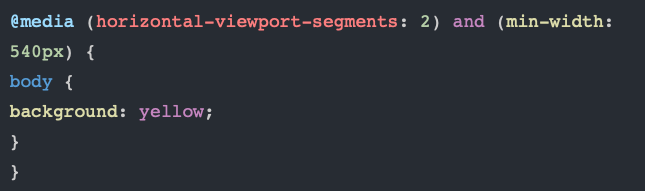 @media (horizontal-viewport-segments: 2) and (min-width:
540px) {
body {
background: yellow;
}
}